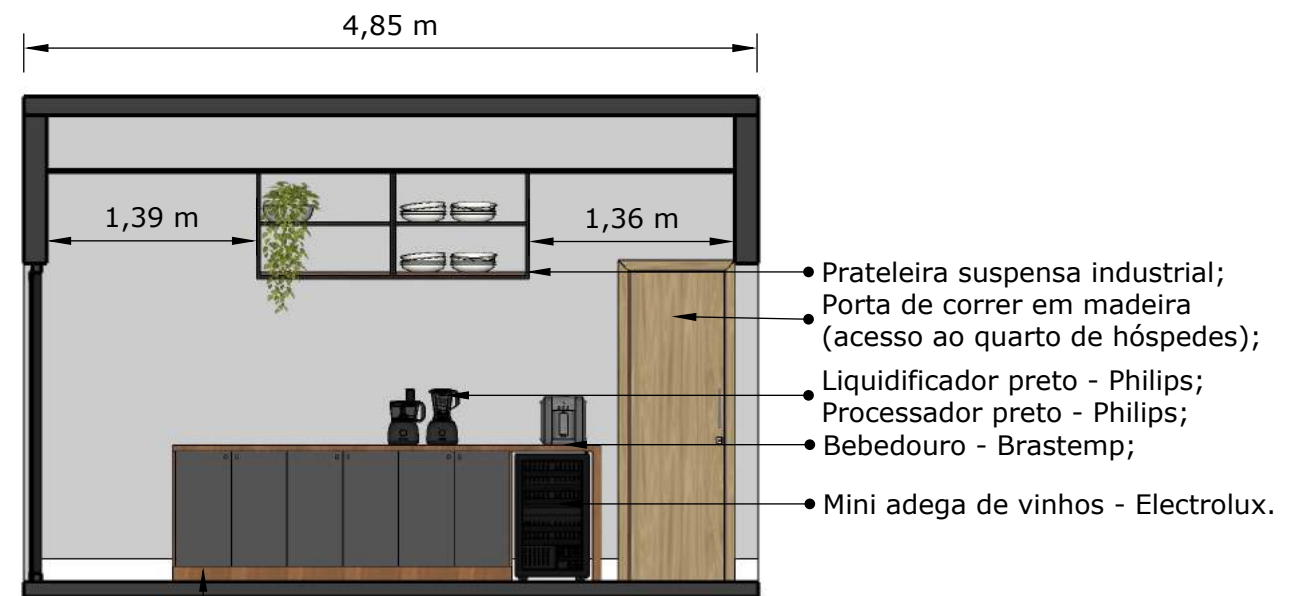 4,85 m
1,39 m
1,36 m
Prateleira suspensa industrial;
Porta de correr em madeira
(acesso ao quarto de hóspedes);
Liquidificador preto - Philips;
Processador preto - Philips;
Bebedouro - Brastemp;
Mini adega de vinhos - Electrolux.